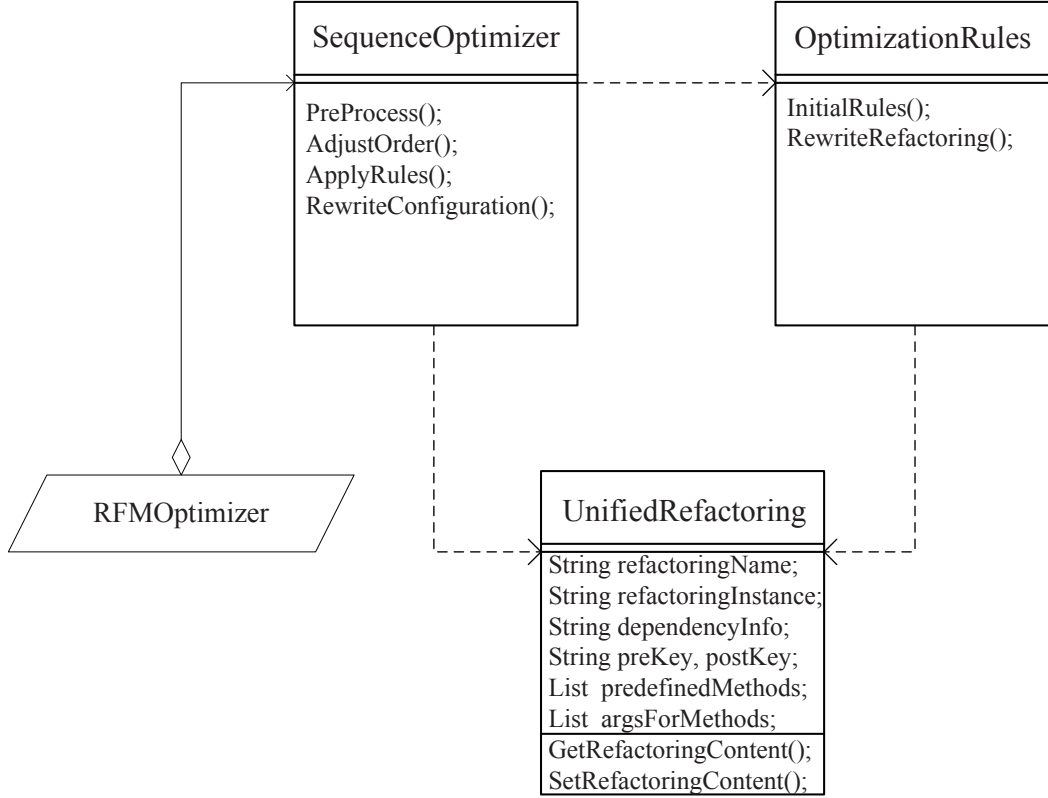 SequenceOptimizer
PreProcess();
AdjustOrder();
ApplyRules();
RewriteConfiguration();
OptimizationRules
InitialRules();
RewriteRefactoring();
RFMOptimizer
UnifiedRefactoring
String refactoringName;
String refactoringInstance;
String dependencyInfo;
String preKey, postKey;
List predefinedMethods;
List argsForMethods;
GetRefactoringContent();
SetRefactoringContent();